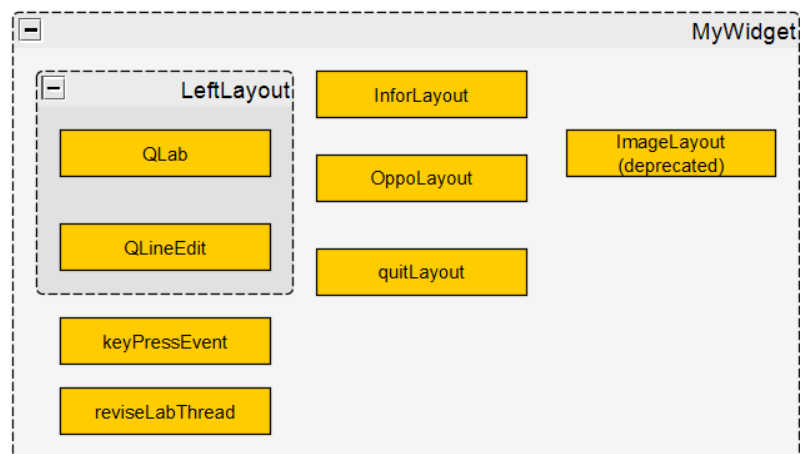 MyWidget
LeftLayout
QLab
QLineEdit
keyPressEvent
reviseLabThread
InforLayout
OppoLayout
quitLayout
ImageLayout
(deprecated)